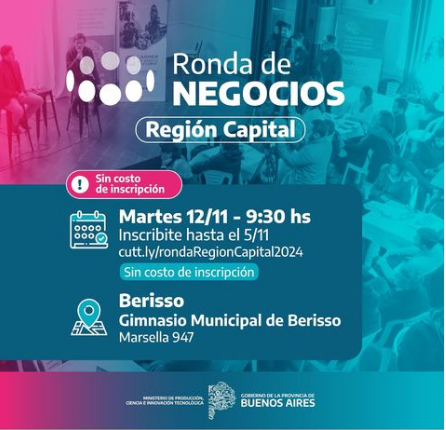 Ronda de
NEGOCIOS
Región Capital
Sin costo
de inscripción
Martes 12/11 - 9:30 hs
Inscribite hasta el 5/11
cutt.ly/rondaRegionCapital2024
Sin costo de inscripción
Berisso
Gimnasio Municipal de Berisso
Marsella 947
MINISTERIO DE PRODUCCIÓN,
CIENCIA E INNOVACIÓN TECNOLÓGICA
GOBIERNO DE LA PROVINCIA DE
BUENOS AIRES